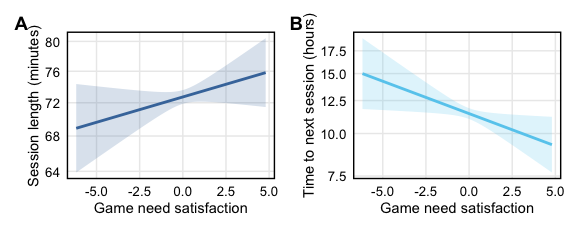 A
Session length (minutes)
80
76
72
68
64
-5.0 -2.5 0.0 2.5 5.0
Game need satisfaction
B
Time to next session (hours)
17.5
15.0
12.5
10.0
7.5
-5.0 -2.5 0.0 2.5 5.0
Game need satisfaction